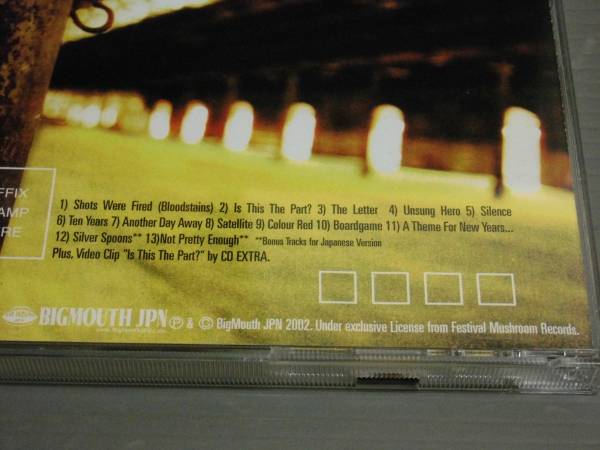 FFIX
AMP
RE
1) Shots Were Fired (Bloodstains) 2) Is This The Part? 3) The Letter 4) Unsung Hero 5) Silence
6) Ten Years 7) Another Day Away 8) Satellite 9) Colour Red 10) Boardgame 11) A Theme For New Years...
12) Silver Spoons** 13)Not Pretty Enough** **Bonus Tracks for Japanese Version
Plus, Video Clip "Is This The Part?" by CD EXTRA.
BIGMOUTH JPN Ⓟ & © BigMouth JPN 2002. Under exclusive License from Festival Mushroom Records.